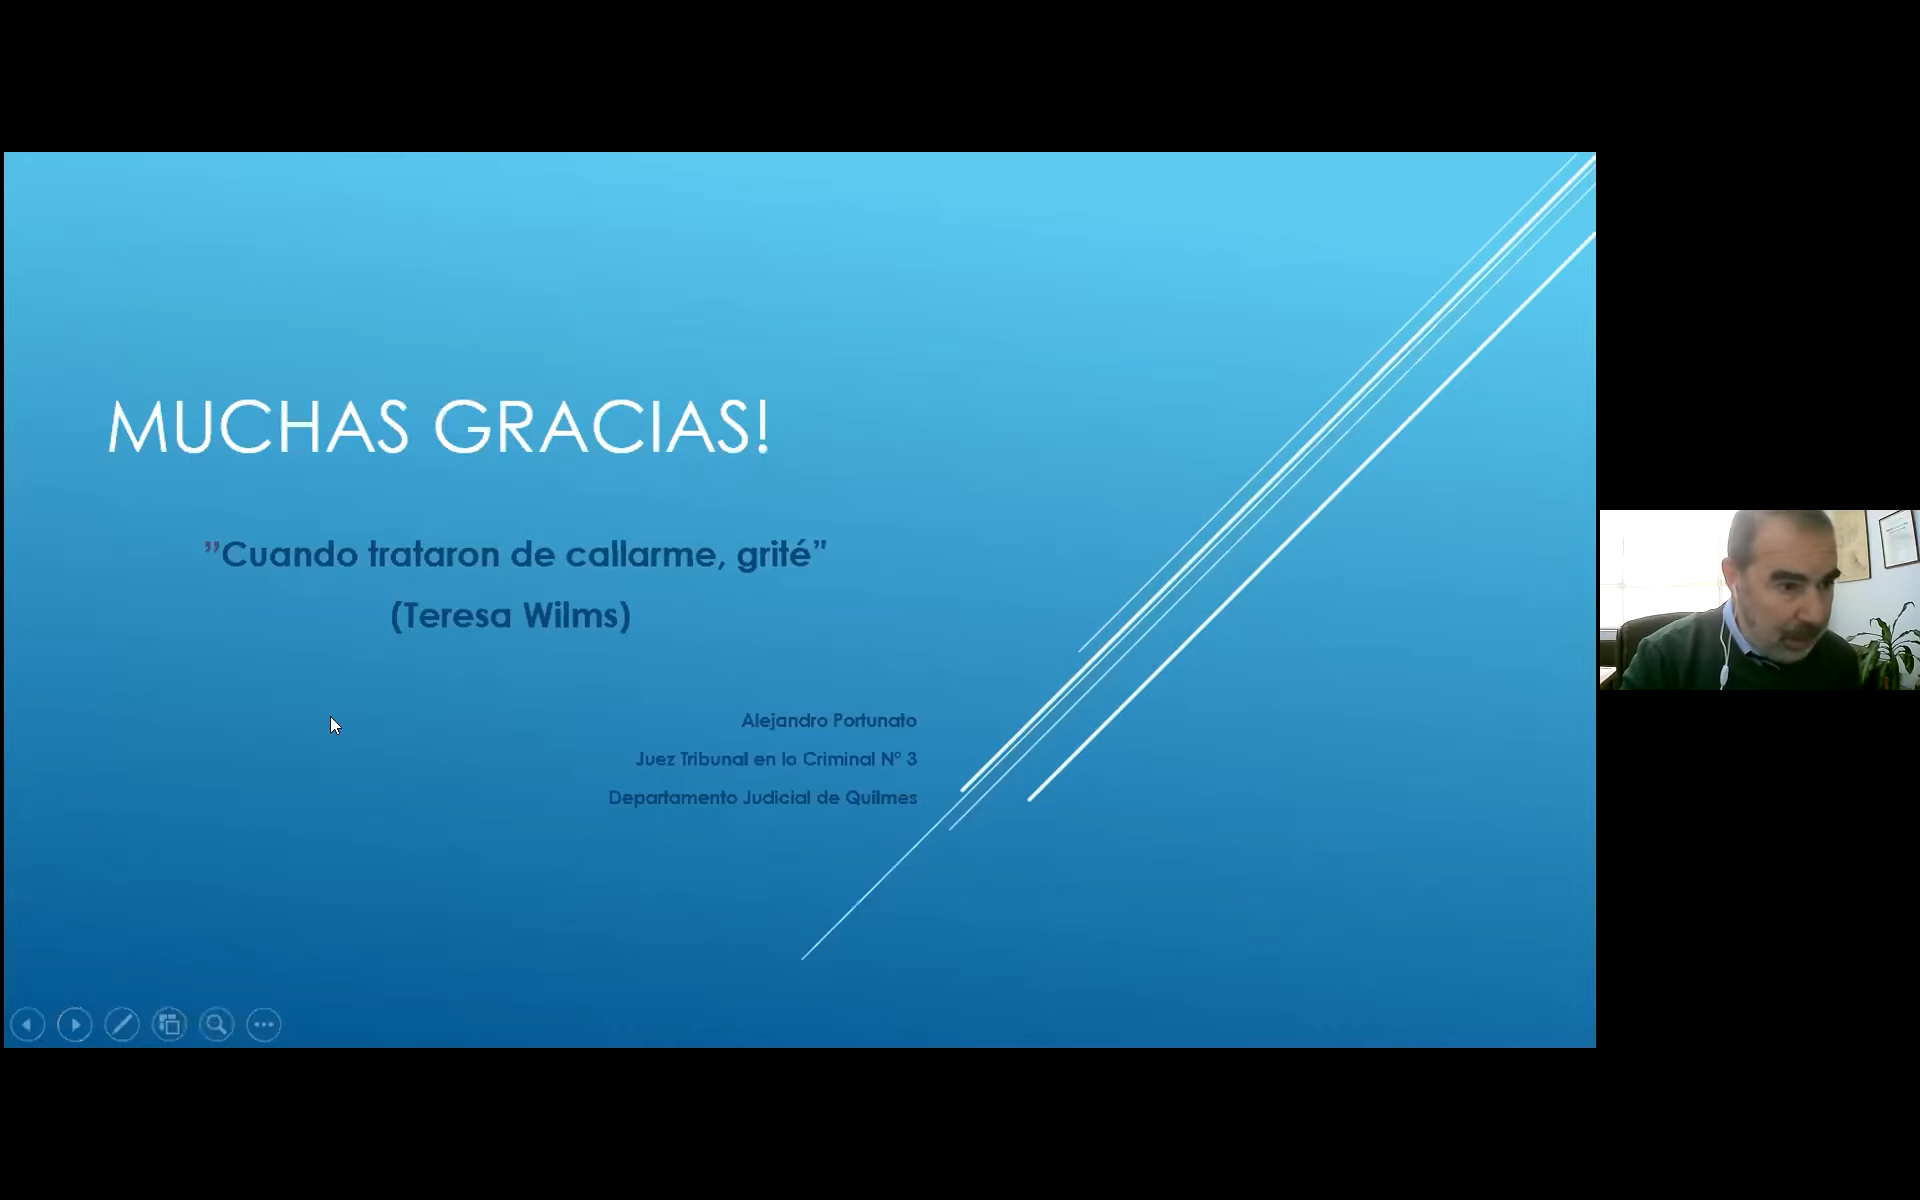 MUCHAS GRACIAS!
”Cuando trataron de callarme, grité”
(Teresa Wilms)
Alejandro Portunato
Juez Tribunal en lo Criminal Nº 3
Departamento Judicial de Quilmes